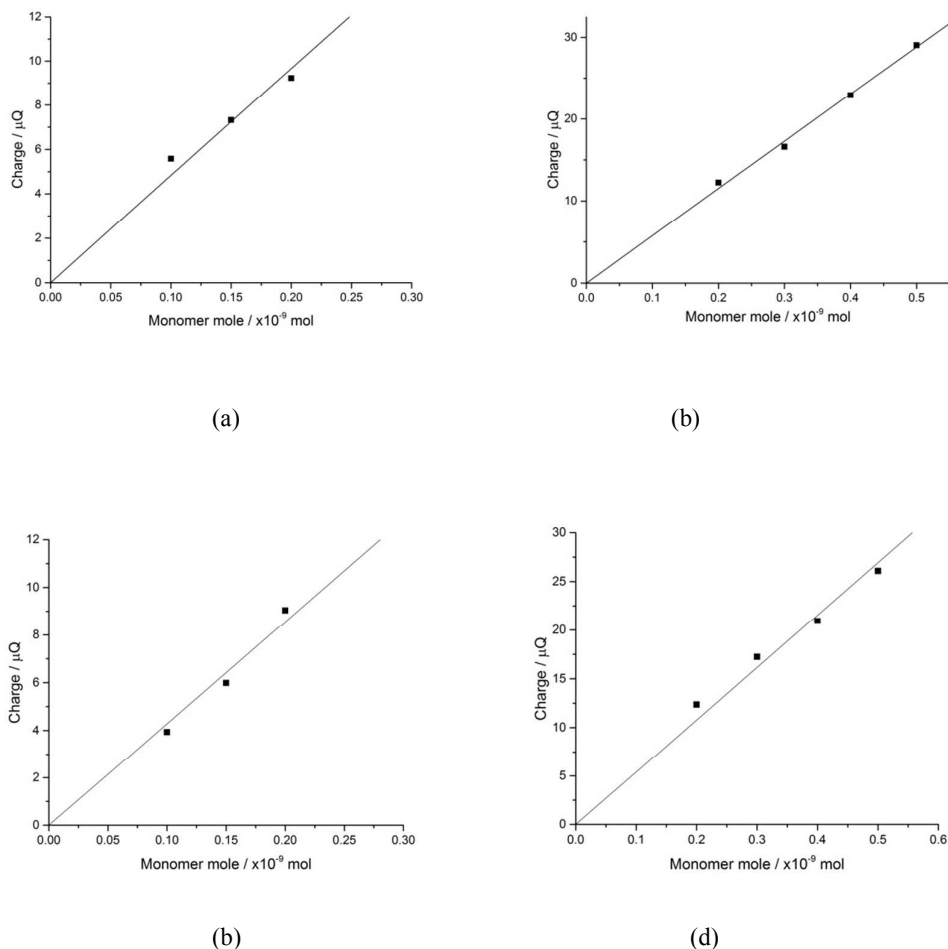 12
10
8
6
4
2
0
0.00 0.05 0.10 0.15 0.20 0.25 0.30
Charge / μQ
Monomer mole / x10⁻⁹ mol
(a)
30
20
10
0
0.0 0.1 0.2 0.3 0.4 0.5
Charge / μQ
Monomer mole / x10⁻⁹ mol
(b)
12
10
8
6
4
2
0
0.00 0.05 0.10 0.15 0.20 0.25 0.30
Charge / μQ
Monomer mole / x10⁻⁹ mol
(b)
30
25
20
15
10
5
0
0.0 0.1 0.2 0.3 0.4 0.5 0.6
Charge / μQ
Monomer mole / x10⁻⁹ mol
(d)